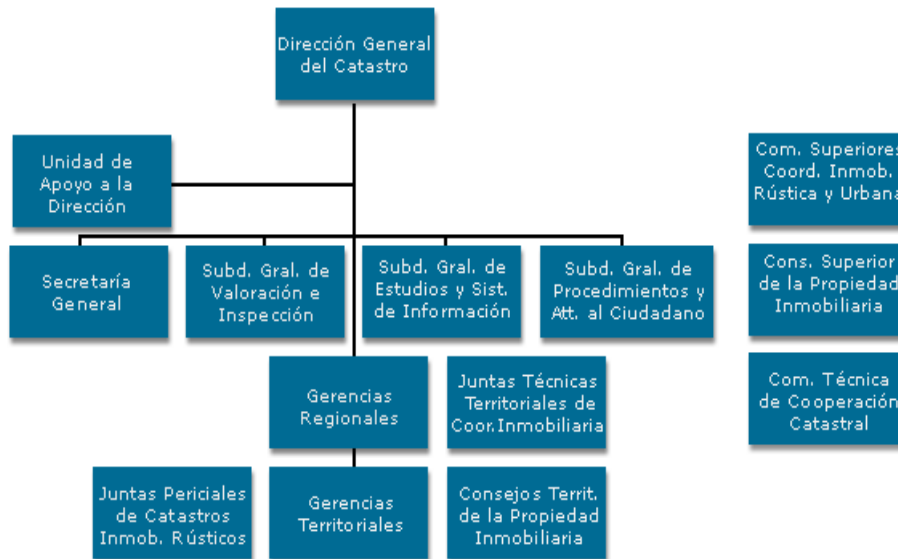 Dirección General
del Catastro
Unidad de
Apoyo a la
Dirección
Com. Superiores
Coord. Inmob.
Rústica y Urbana
Secretaría
General
Subd. Gral. de
Valoración e
Inspección
Subd. Gral. de
Estudios y Sist.
de Información
Subd. Gral. de
Procedimientos y
Att. al Ciudadano
Cons. Superior
de la Propiedad
Inmobiliaria
Gerencias
Regionales
Juntas Técnicas
Territoriales de
Coor.Inmobiliaria
Com. Técnica
de Cooperación
Catastral
Juntas Periciales
de Catastros
Inmob. Rústicos
Gerencias
Territoriales
Consejos Territ.
de la Propiedad
Inmobiliaria